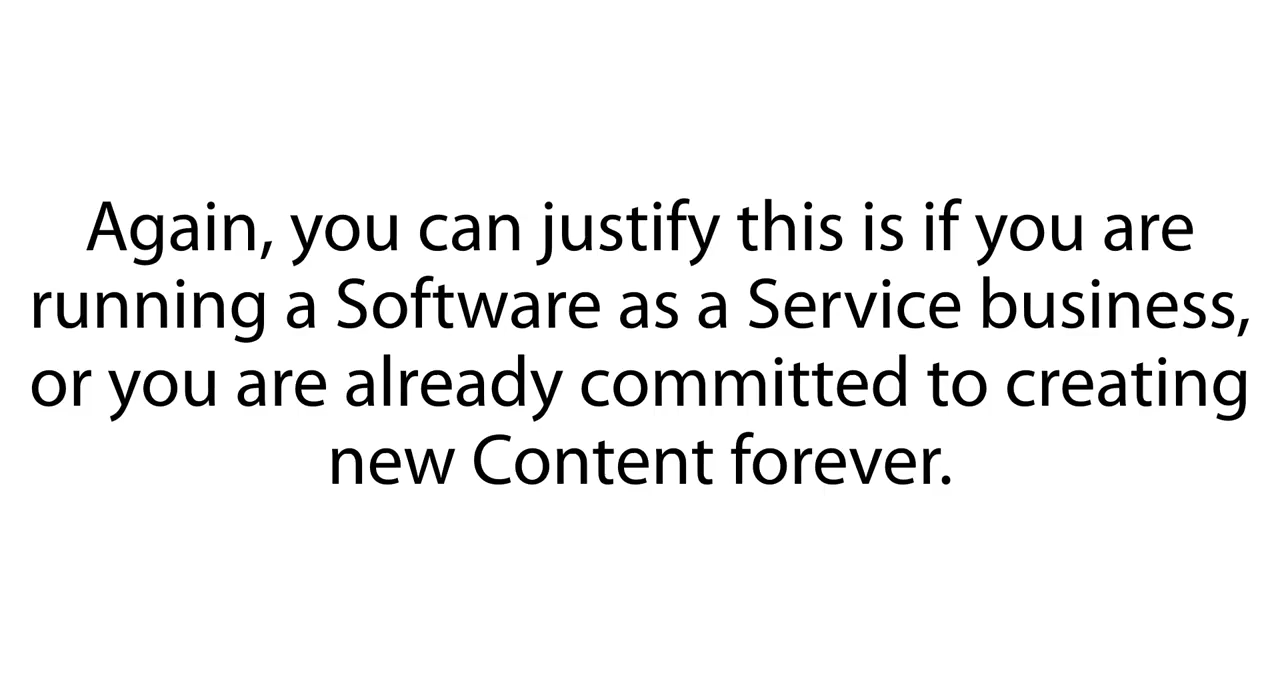 Again, you can justify this is if you are
running a Software as a Service business,
or you are already committed to creating
new Content forever.